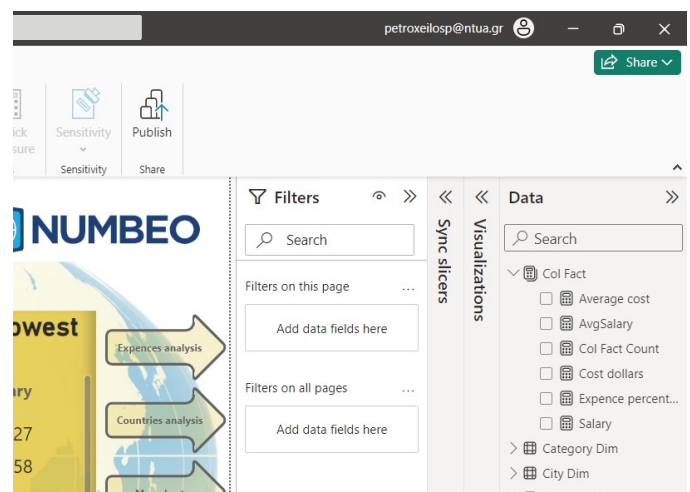 petroxeilosp@ntua.gr
Share
Sensitivity
Publish
Sensitivity
Share
Filters
Search
Filters on this page
...
Add data fields here
Filters on all pages
...
Add data fields here
Sync slicers
Visualizations
Data
Search
Col Fact
Average cost
AvgSalary
Col Fact Count
Cost dollars
Expence percent...
Salary
Category Dim
City Dim
NUMBEO
Expences analysis
Countries analysis
27
58